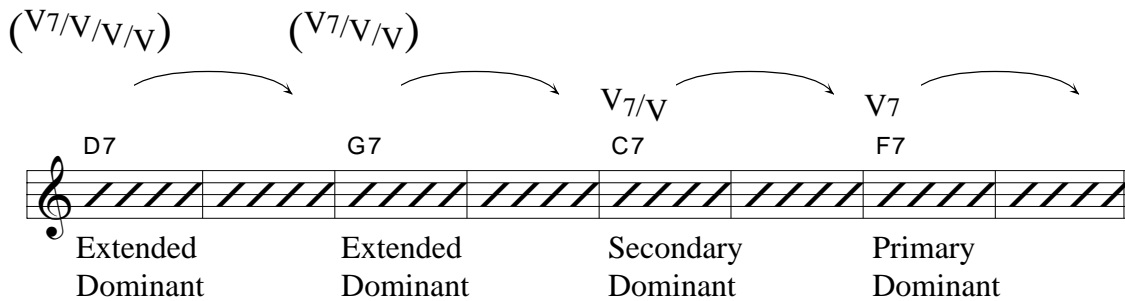 (V7/V/V/V) (V7/V/V)
V7/V V7
D7 G7 C7 F7
Extended Extended Secondary Primary
Dominant Dominant Dominant Dominant